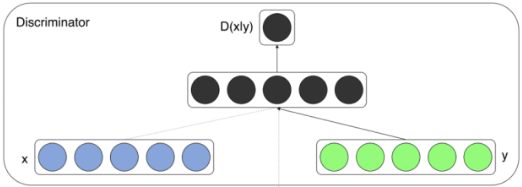 Discriminator
D(x|y)
x
y